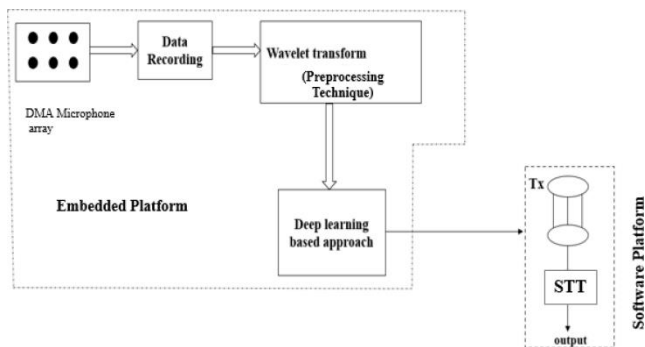 Data
Recording
Wavelet transform
(Preprocessing
Technique)
DMA Microphone
array
Embedded Platform
Deep learning
based approach
Tx
STT
output
Software Platform